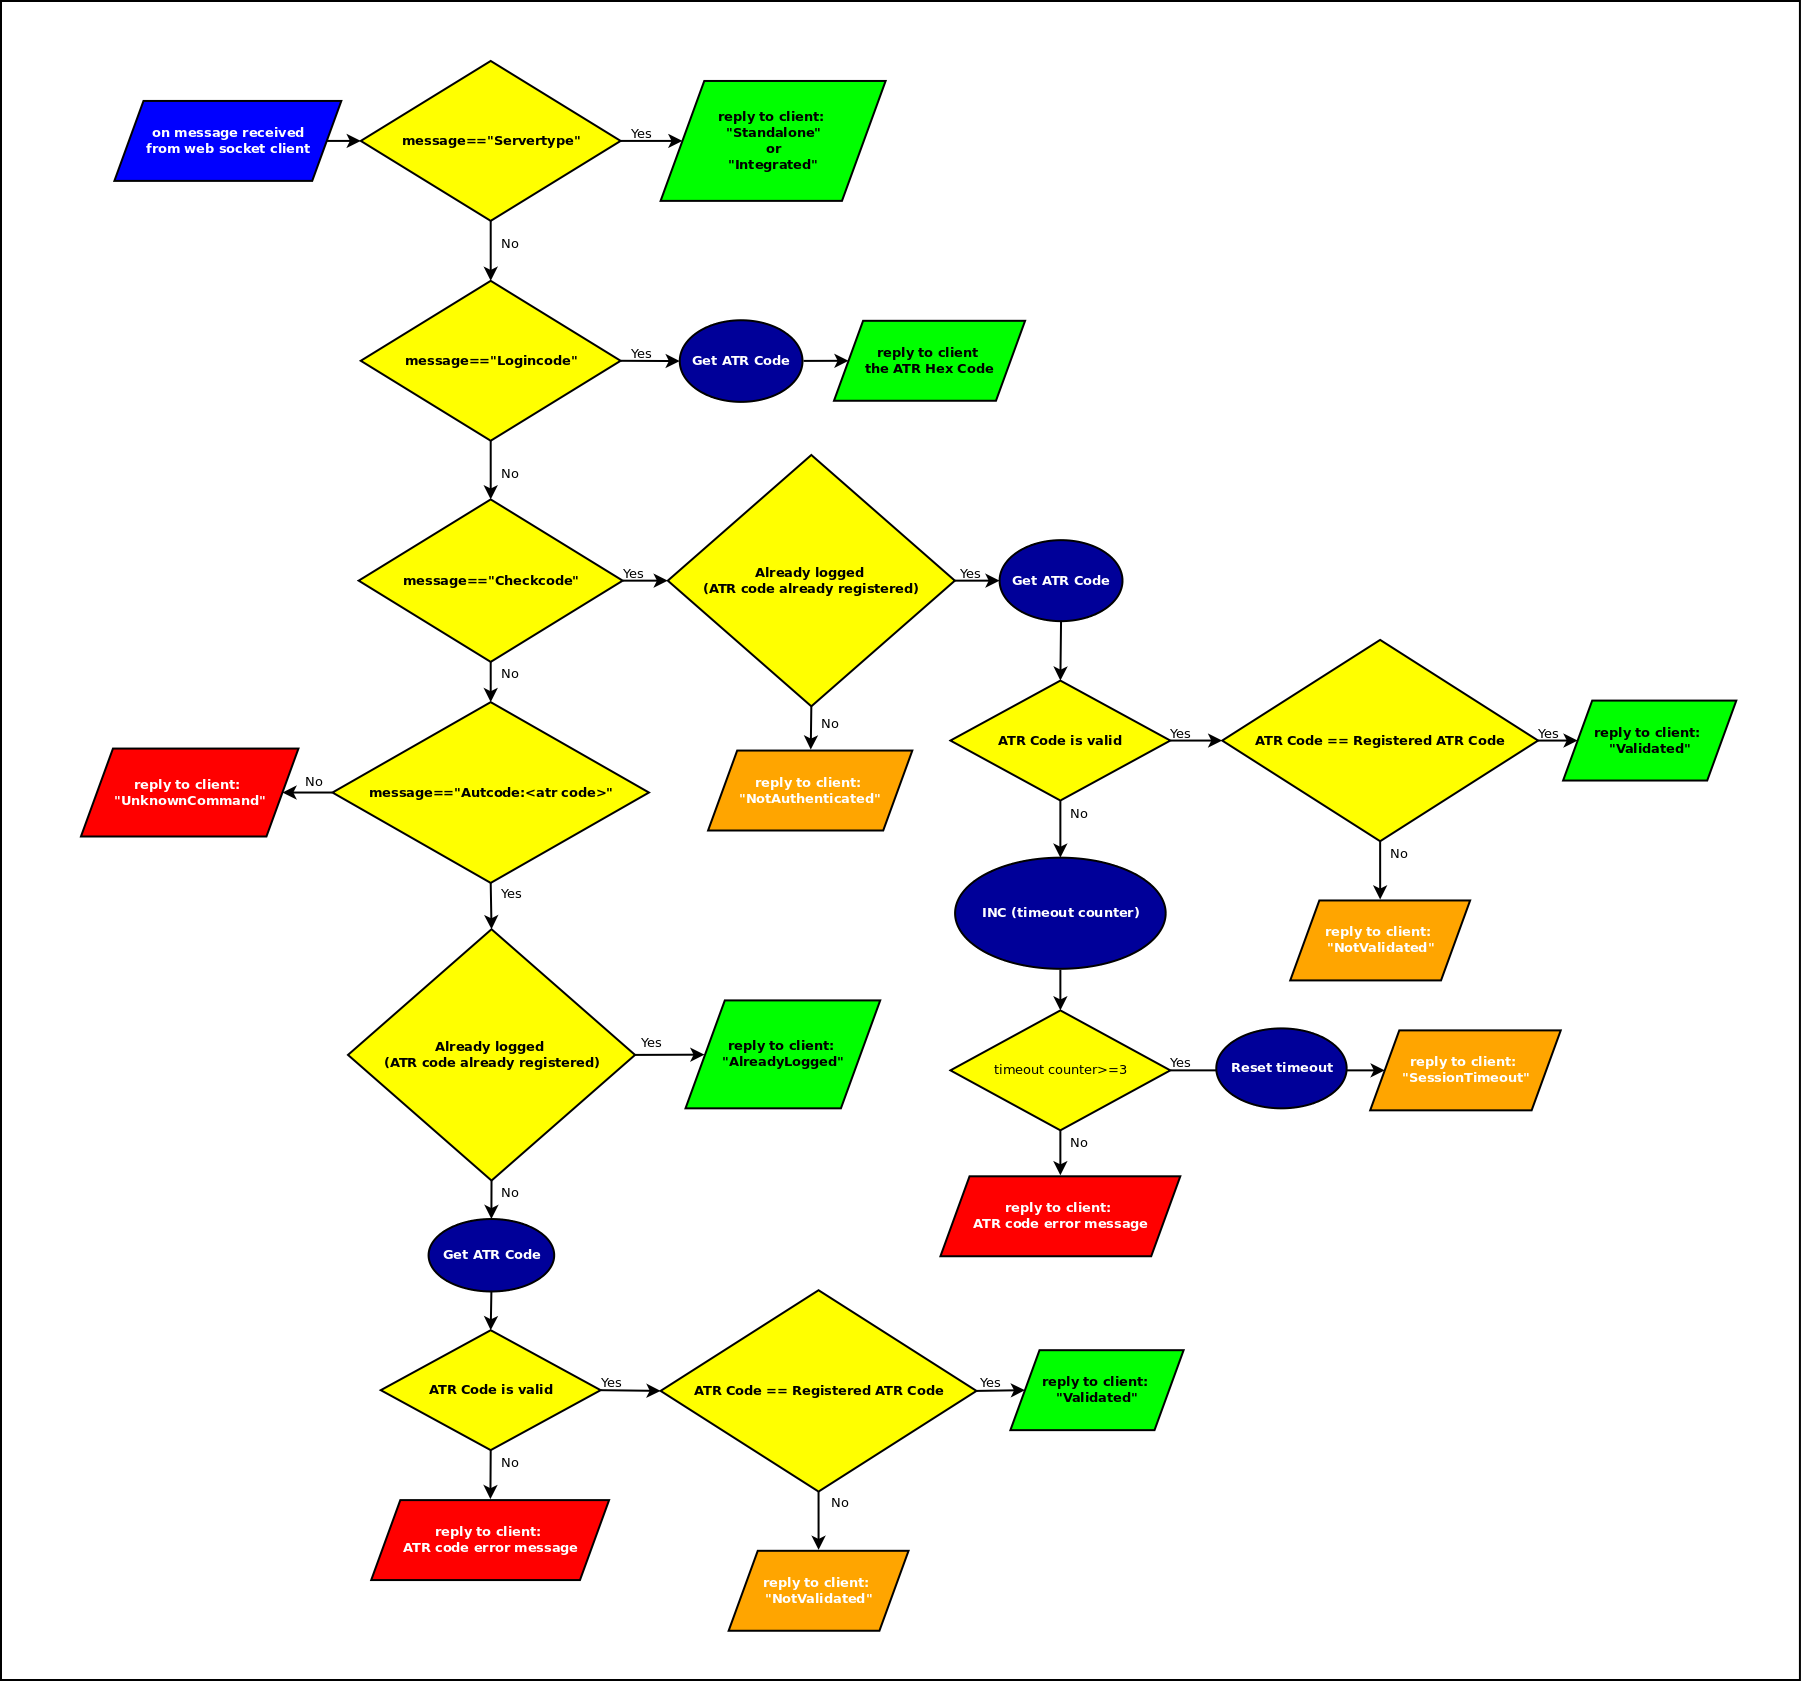 on message received
from web socket client
message=="Servertype"
Yes
reply to client:
"Standalone"
or
"Integrated"
No
message=="Logincode"
Yes
Get ATR Code
reply to client
the ATR Hex Code
No
message=="Checkcode"
Yes
Already logged
(ATR code already registered)
Yes
Get ATR Code
No
No
reply to client:
"NotAuthenticated"
ATR Code is valid
Yes
ATR Code == Registered ATR Code
Yes
reply to client:
"Validated"
reply to client:
"UnknownCommand"
No
message=="Autcode:<atr code>"
No
No
Yes
INC (timeout counter)
reply to client:
"NotValidated"
Already logged
(ATR code already registered)
Yes
reply to client:
"AlreadyLogged"
timeout counter>=3
Yes
Reset timeout
reply to client:
"SessionTimeout"
No
No
reply to client:
ATR code error message
Get ATR Code
ATR Code is valid
Yes
ATR Code == Registered ATR Code
Yes
reply to client:
"Validated"
No
No
reply to client:
ATR code error message
reply to client:
"NotValidated"